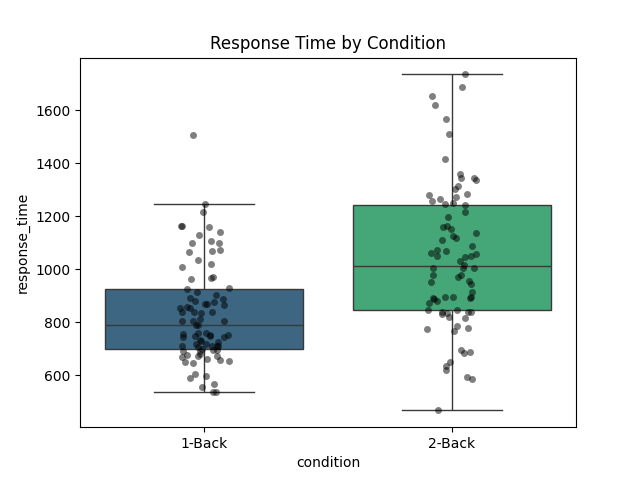 Response Time by Condition
response_time
1600
1400
1200
1000
800
600
1-Back
2-Back
condition